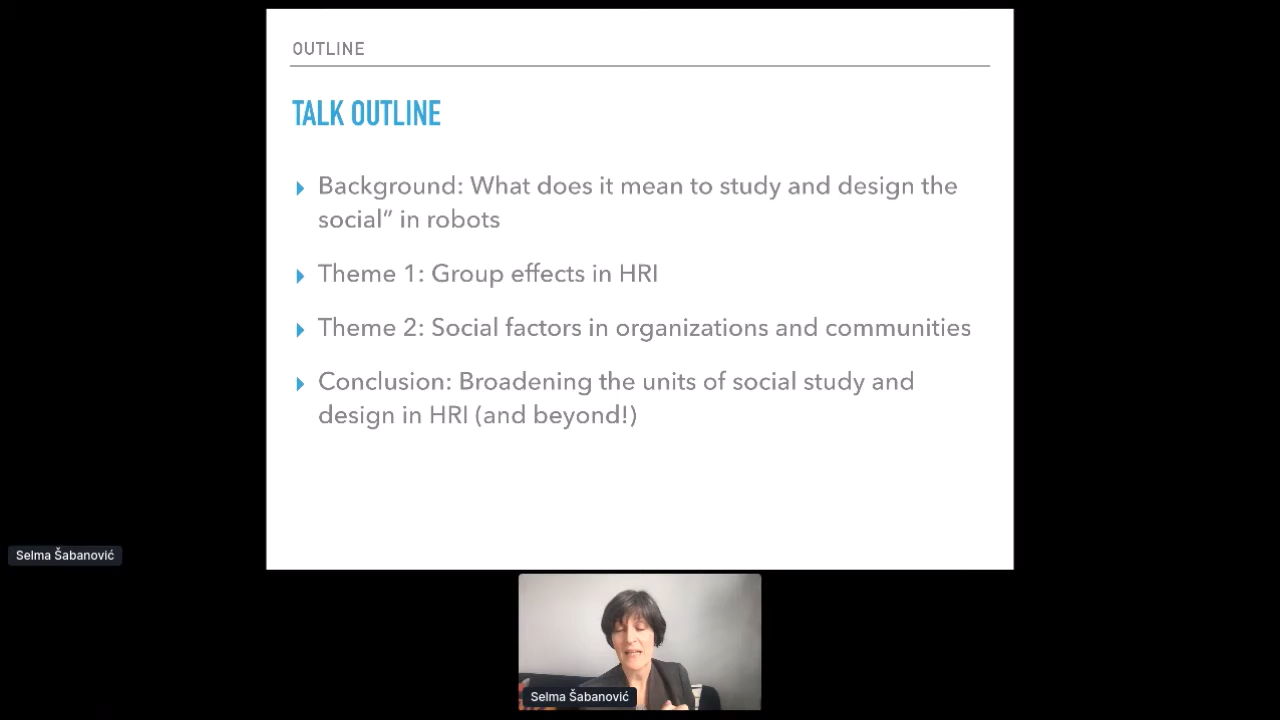 OUTLINE
TALK OUTLINE
Background: What does it mean to study and design the
social” in robots
Theme 1: Group effects in HRI
Theme 2: Social factors in organizations and communities
Conclusion: Broadening the units of social study and
design in HRI (and beyond!)
Selma Šabanović
Selma Šabanović